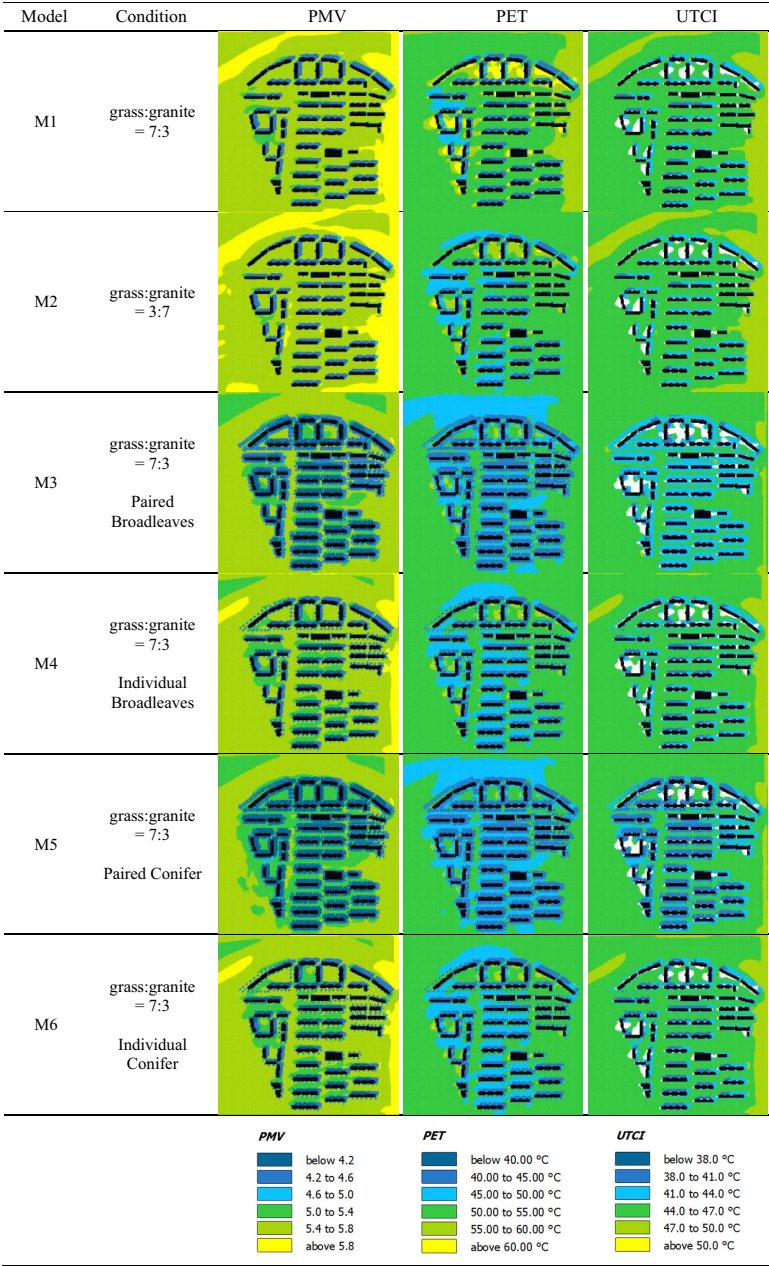 Model Condition PMV PET UTCI
M1
grass:granite
= 7:3
M2
grass:granite
= 3:7
M3
grass:granite
= 7:3
Paired
Broadleaves
M4
grass:granite
= 7:3
Individual
Broadleaves
M5
grass:granite
= 7:3
Paired Conifer
M6
grass:granite
= 7:3
Individual
Conifer
PMV
below 4.2
4.2 to 4.6
4.6 to 5.0
5.0 to 5.4
5.4 to 5.8
above 5.8
PET
below 40.00 °C
40.00 to 45.00 °C
45.00 to 50.00 °C
50.00 to 55.00 °C
55.00 to 60.00 °C
above 60.00 °C
UTCI
below 38.0 °C
38.0 to 41.0 °C
41.0 to 44.0 °C
44.0 to 47.0 °C
47.0 to 50.0 °C
above 50.0 °C